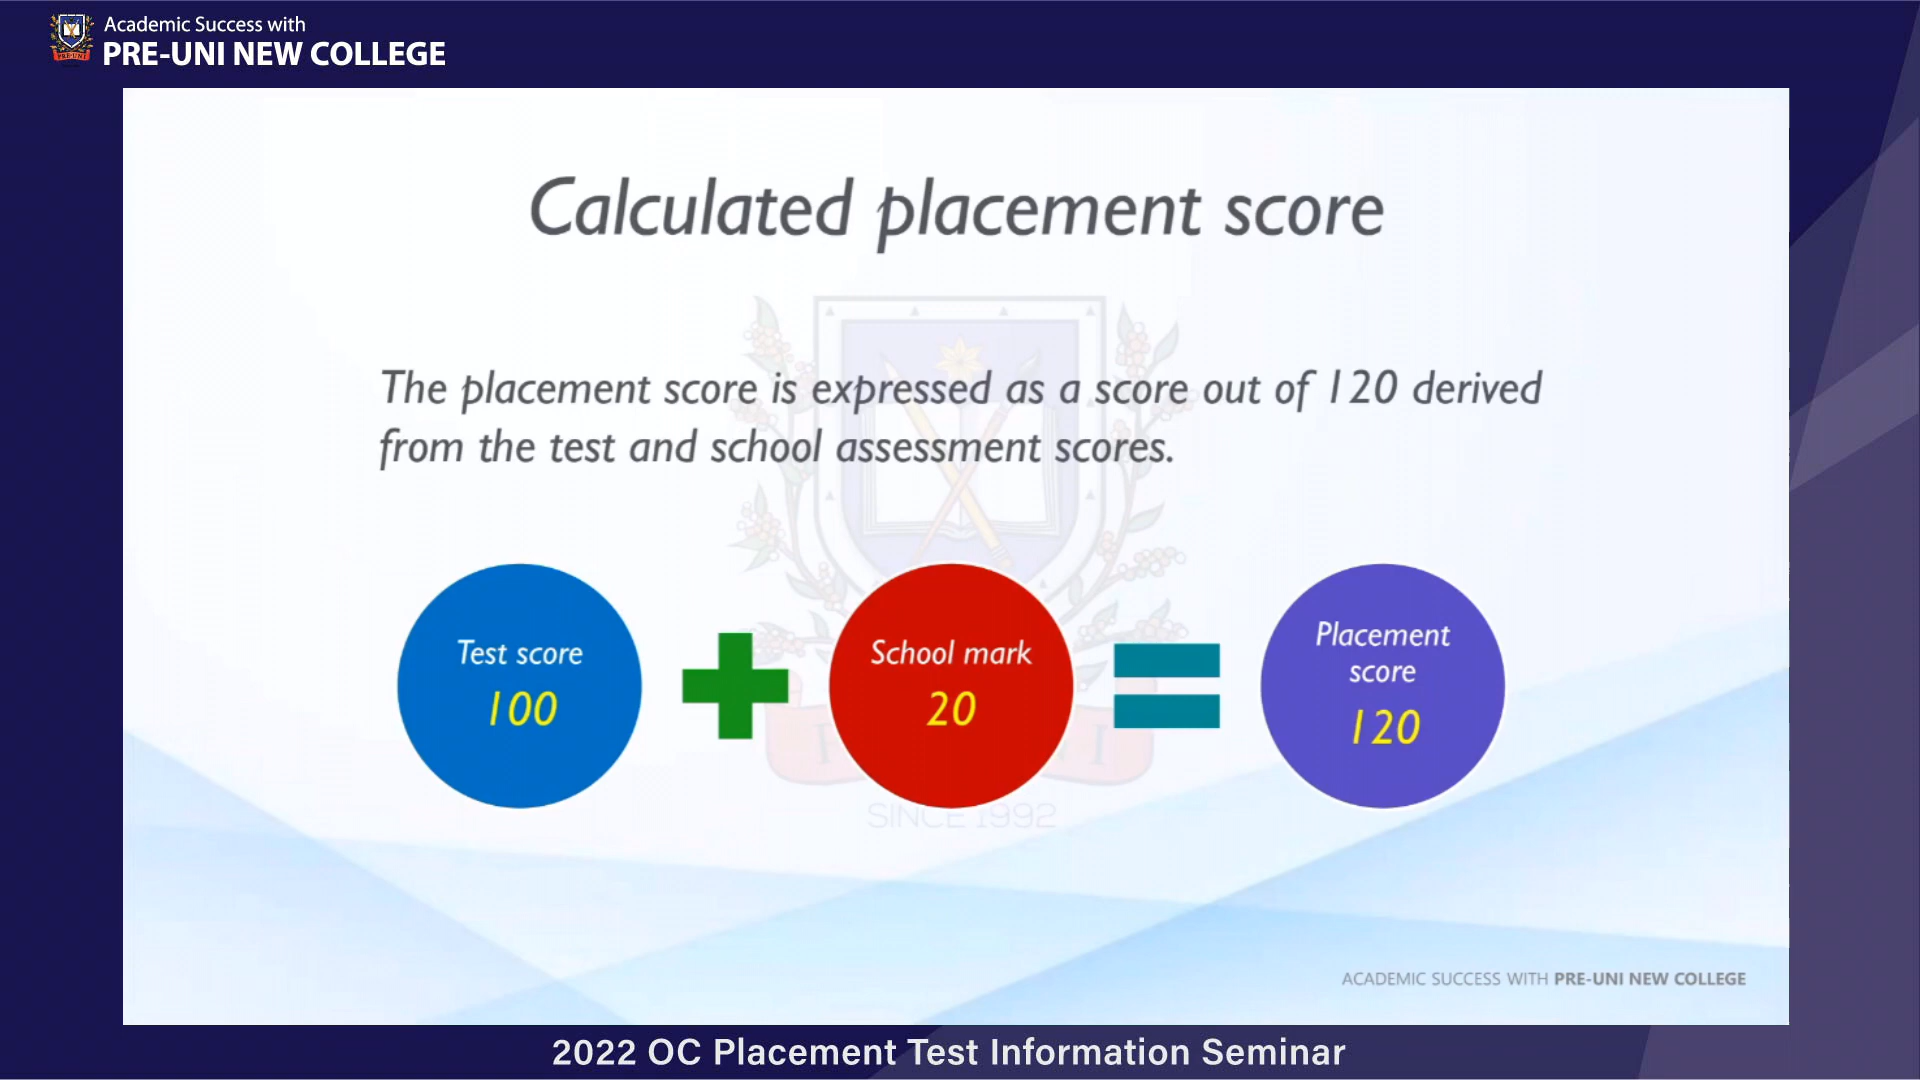 Academic Success with
PRE-UNI NEW COLLEGE
Calculated placement score
The placement score is expressed as a score out of 120 derived
from the test and school assessment scores.
Test score
100
School mark
20
Placement
score
120
SINCE 1992
ACADEMIC SUCCESS WITH PRE-UNI NEW COLLEGE
2022 OC Placement Test Information Seminar